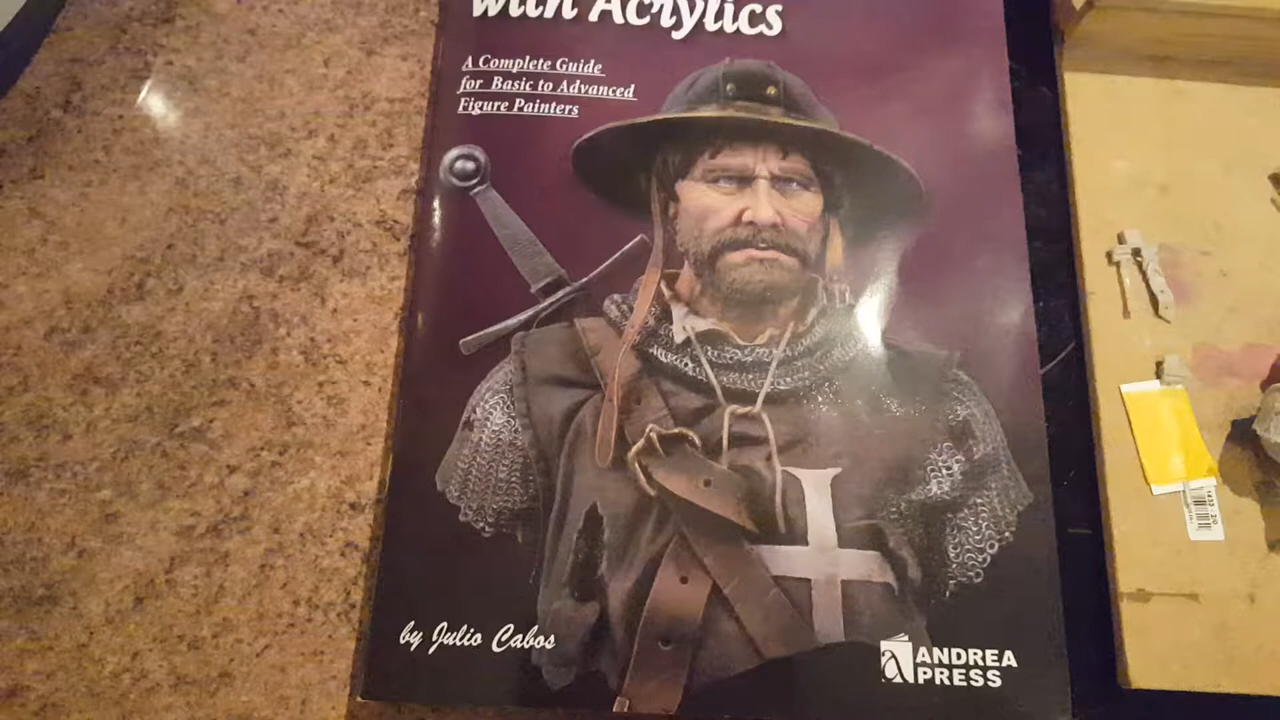 with Acrylics
A Complete Guide
for Basic to Advanced
Figure Painters
by Julio Cabos
a
ANDREA
PRESS